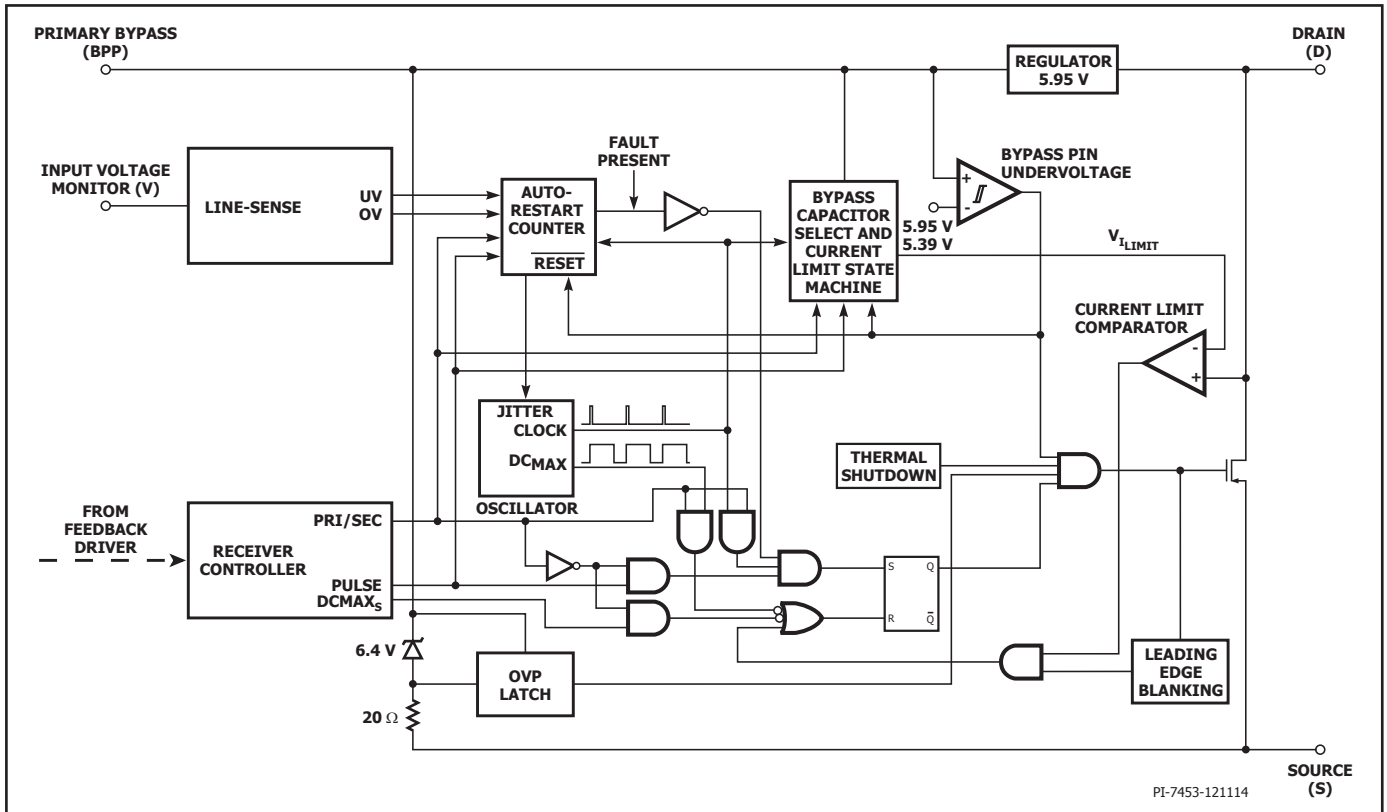 PRIMARY BYPASS
(BPP)
DRAIN
(D)
REGULATOR
5.95 V
INPUT VOLTAGE
MONITOR (V)
LINE-SENSE
UV
OV
AUTO-
RESTART
COUNTER
RESET
FAULT
PRESENT
BYPASS
CAPACITOR
SELECT AND
CURRENT
LIMIT STATE
MACHINE
+
-
5.95 V
5.39 V
BYPASS PIN
UNDERVOLTAGE
VILIMIT
CURRENT LIMIT
COMPARATOR
-
+
JITTER
CLOCK
DCMAX
OSCILLATOR
THERMAL
SHUTDOWN
FROM
FEEDBACK
DRIVER
RECEIVER
CONTROLLER
PRI/SEC
PULSE
DCMAXS
S Q
R Q̅
6.4 V
20 Ω
OVP
LATCH
LEADING
EDGE
BLANKING
SOURCE
(S)
PI-7453-121114